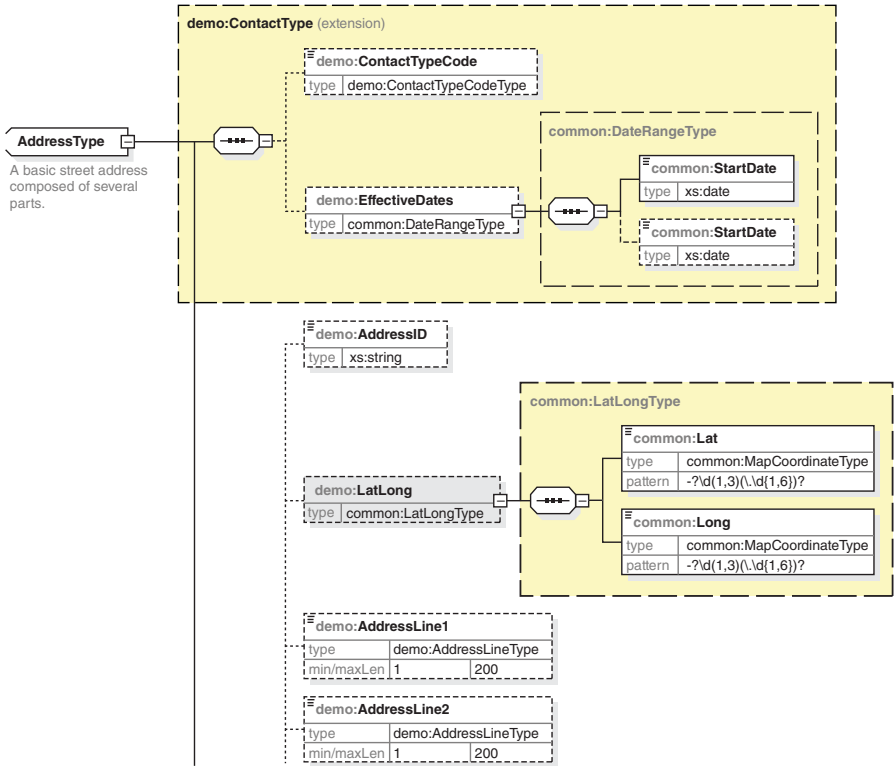 demo:ContactType (extension)
demo:ContactTypeCode
type demo:ContactTypeCodeType
AddressType
A basic street address
composed of several
parts.
common:DateRangeType
common:StartDate
type xs:date
demo:EffectiveDates
type common:DateRangeType
common:StartDate
type xs:date
demo:AddressID
type xs:string
common:LatLongType
common:Lat
type common:MapCoordinateType
pattern -?\d(1,3)(\.\d{1,6})?
demo:LatLong
type common:LatLongType
common:Long
type common:MapCoordinateType
pattern -?\d(1,3)(\.\d{1,6})?
demo:AddressLine1
type demo:AddressLineType
min/maxLen 1 200
demo:AddressLine2
type demo:AddressLineType
min/maxLen 1 200